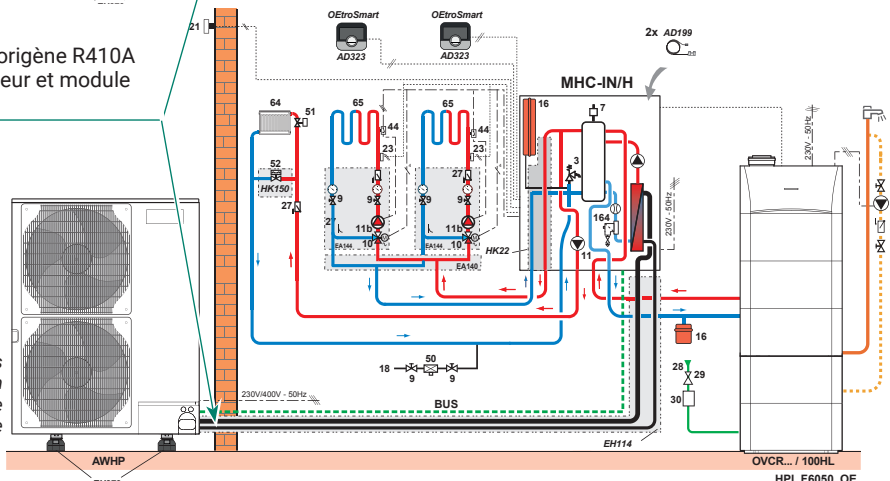 21
origène R410A
eur et module
OEtroSmart
AD323
OEtroSmart
AD323
2x AD199
MHC-IN/H
64
51
65
65
16
7
44
44
23
23
3
52
HK150
27
27
27
9
9
9
9
27
11b
11b
10
10
EA144
EA144
EA140
164
230V - 50Hz
230V - 50Hz
HK22
11
16
18
9
50
9
28
29
30
230V/400V - 50Hz
BUS
EH114
AWHP
OVCR... / 100HL
HPI_F6050_OE